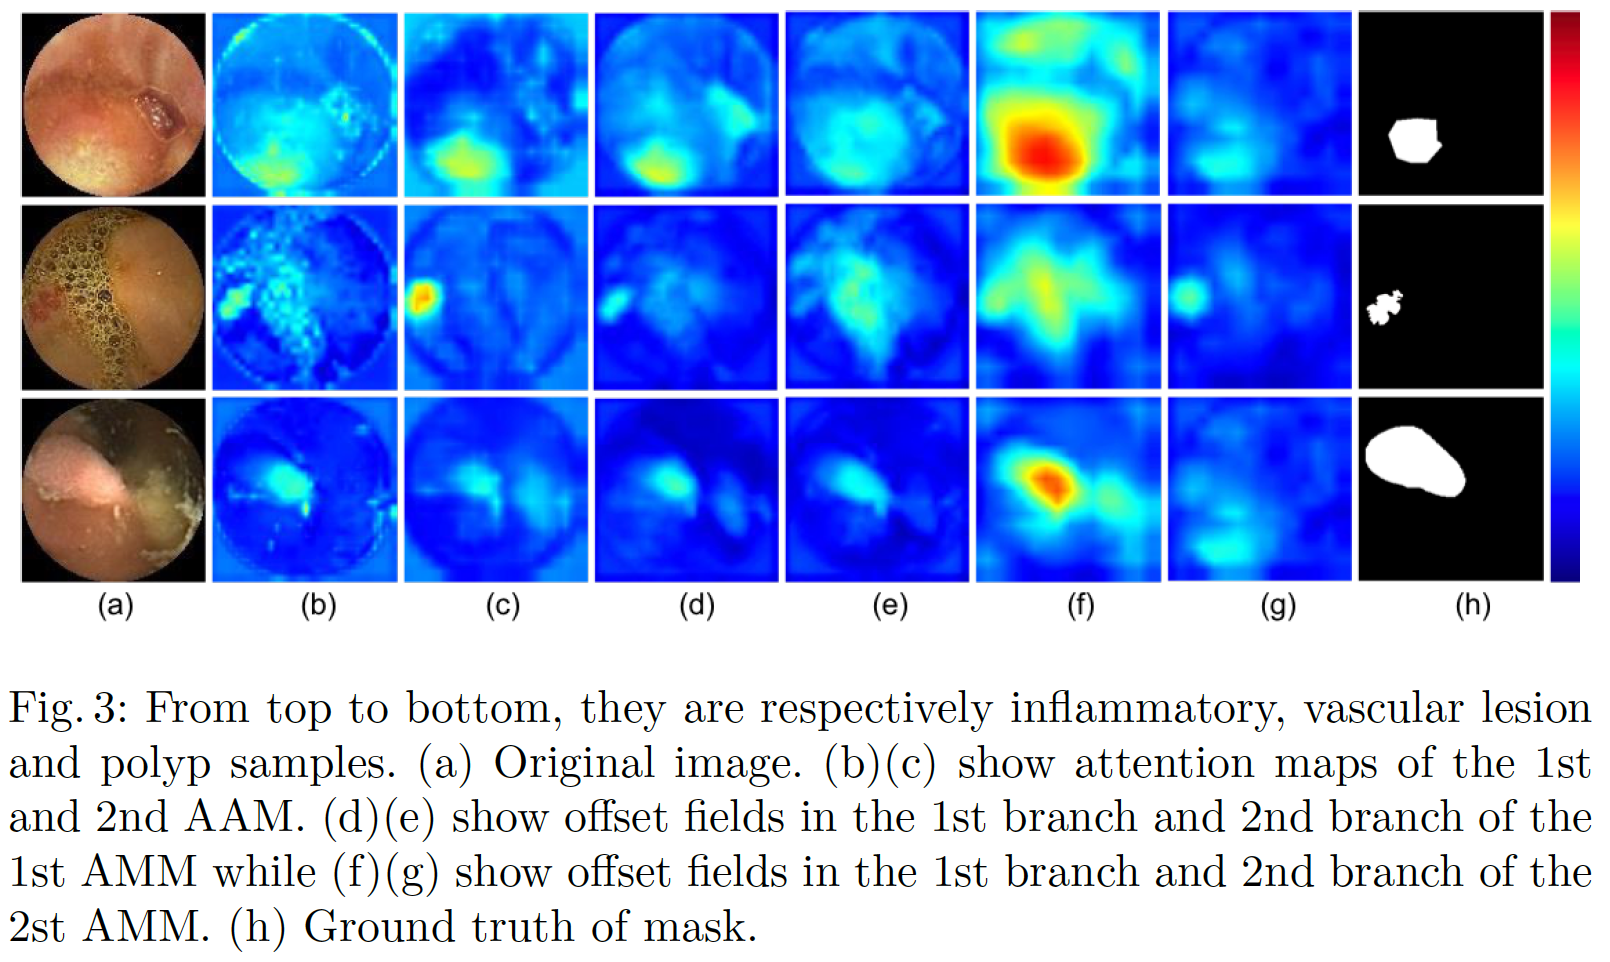 (a) (b) (c) (d) (e) (f) (g) (h)
Fig. 3: From top to bottom, they are respectively inflammatory, vascular lesion
and polyp samples. (a) Original image. (b)(c) show attention maps of the 1st
and 2nd AAM. (d)(e) show offset fields in the 1st branch and 2nd branch of the
1st AMM while (f)(g) show offset fields in the 1st branch and 2nd branch of the
2st AMM. (h) Ground truth of mask.